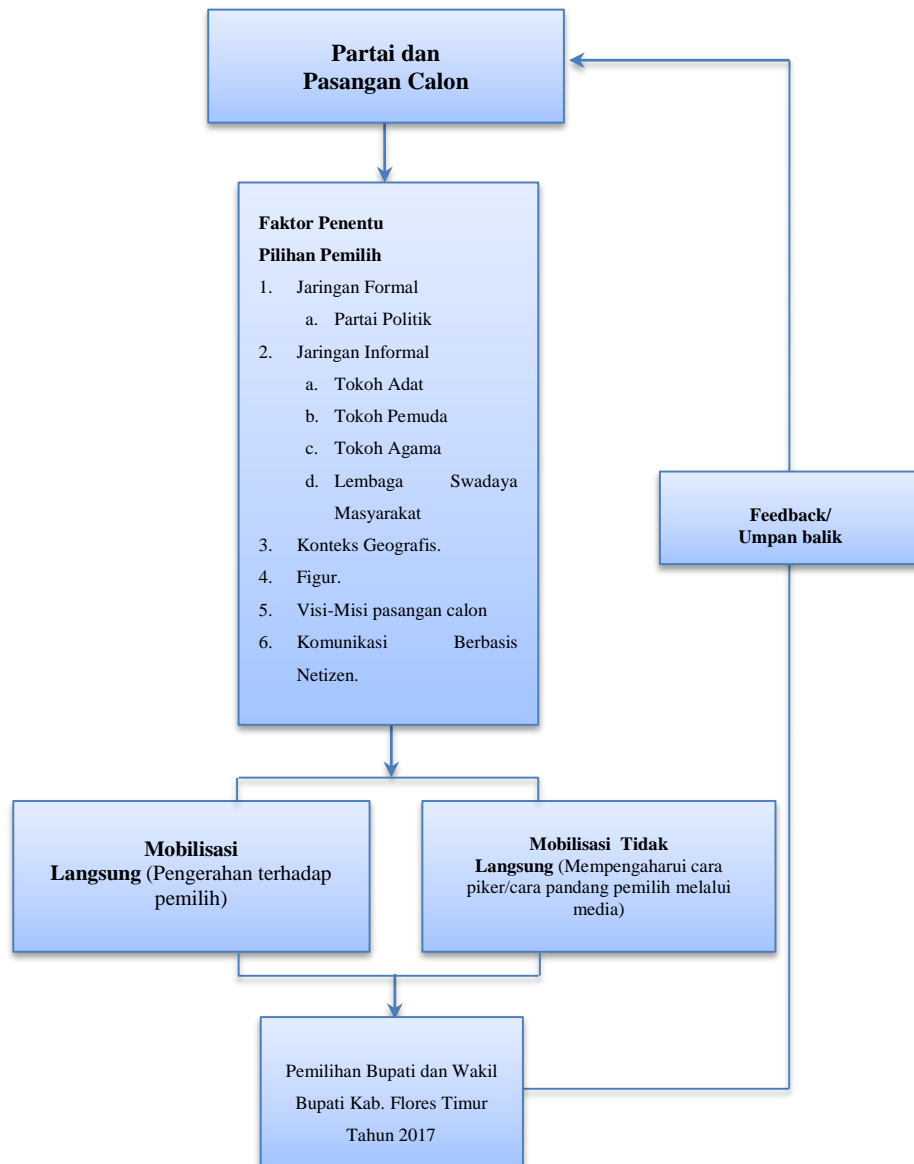 Partai dan
Pasangan Calon
Faktor Penentu
Pilihan Pemilih
1. Jaringan Formal
a. Partai Politik
2. Jaringan Informal
a. Tokoh Adat
b. Tokoh Pemuda
c. Tokoh Agama
d. Lembaga Swadaya
Masyarakat
3. Konteks Geografis.
4. Figur.
5. Visi-Misi pasangan calon
6. Komunikasi Berbasis
Netizen.
Feedback/
Umpan balik
Mobilisasi
Langsung (Pengerahan terhadap
pemilih)
Mobilisasi Tidak
Langsung (Mempengaharui cara
piker/cara pandang pemilih melalui
media)
Pemilihan Bupati dan Wakil
Bupati Kab. Flores Timur
Tahun 2017